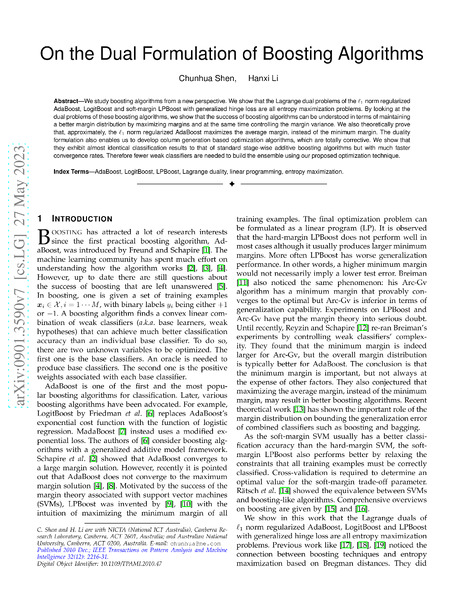 On the Dual Formulation of Boosting Algorithms
Chunhua Shen, Hanxi Li
Abstract—We study boosting algorithms from a new perspective. We show that the Lagrange dual problems of the ℓ1 norm regularized
AdaBoost, LogitBoost and soft-margin LPBoost with generalized hinge loss are all entropy maximization problems. By looking at the
dual problems of these boosting algorithms, we show that the success of boosting algorithms can be understood in terms of maintaining
a better margin distribution by maximizing margins and at the same time controlling the margin variance. We also theoretically prove
that, approximately, the ℓ1 norm regularized AdaBoost maximizes the average margin, instead of the minimum margin. The duality
formulation also enables us to develop column generation based optimization algorithms, which are totally corrective. We show that
they exhibit almost identical classification results to that of standard stage-wise additive boosting algorithms but with much faster
convergence rates. Therefore fewer weak classifiers are needed to build the ensemble using our proposed optimization technique.
Index Terms—AdaBoost, LogitBoost, LPBoost, Lagrange duality, linear programming, entropy maximization.
arXiv:0901.3590v7 [cs.LG] 27 May 2023
1 INTRODUCTION
BOOSTING has attracted a lot of research interests
since the first practical boosting algorithm, Ad-
aBoost, was introduced by Freund and Schapire [1]. The
machine learning community has spent much effort on
understanding how the algorithm works [2], [3], [4].
However, up to date there are still questions about
the success of boosting that are left unanswered [5].
In boosting, one is given a set of training examples
xi ∈ X, i = 1 · · · M, with binary labels yi being either +1
or −1. A boosting algorithm finds a convex linear com-
bination of weak classifiers (a.k.a. base learners, weak
hypotheses) that can achieve much better classification
accuracy than an individual base classifier. To do so,
there are two unknown variables to be optimized. The
first one is the base classifiers. An oracle is needed to
produce base classifiers. The second one is the positive
weights associated with each base classifier.
AdaBoost is one of the first and the most popu-
lar boosting algorithms for classification. Later, various
boosting algorithms have been advocated. For example,
LogitBoost by Friedman et al. [6] replaces AdaBoost's
exponential cost function with the function of logistic
regression. MadaBoost [7] instead uses a modified ex-
ponential loss. The authors of [6] consider boosting algo-
rithms with a generalized additive model framework.
Schapire et al. [2] showed that AdaBoost converges to a
large margin solution. However, recently it is pointed
out that AdaBoost does not converge to the maximum
margin solution [4], [8]. Motivated by the success of the
margin theory associated with support vector machines
(SVMs), LPBoost was invented by [9], [10] with the
intuition of maximizing the minimum margin of all
C. Shen and H. Li are with NICTA (National ICT Australia), Canberra Re-
search Laboratory, Canberra, ACT 2601, Australia; and Australian National
University, Canberra, ACT 0200, Australia. E-mail: chunhua@me.com
Published 2010 Dec.; IEEE Transactions on Pattern Analysis and Machine
Intelligence 32(12): 2216-31.
Digital Object Identifier: 10.1109/TPAMI.2010.47
training examples. The final optimization problem can
be formulated as a linear program (LP). It is observed
that the hard-margin LPBoost does not perform well in
most cases although it usually produces larger minimum
margins. More often LPBoost has worse generalization
performance. In other words, a higher minimum margin
would not necessarily imply a lower test error. Breiman
[11] also noticed the same phenomenon: his Arc-Gv
algorithm has a minimum margin that provably con-
verges to the optimal but Arc-Gv is inferior in terms of
generalization capability. Experiments on LPBoost and
Arc-Gv have put the margin theory into serious doubt.
Until recently, Reyzin and Schapire [12] re-ran Breiman's
experiments by controlling weak classifiers' complex-
ity. They found that the minimum margin is indeed
larger for Arc-Gv, but the overall margin distribution
is typically better for AdaBoost. The conclusion is that
the minimum margin is important, but not always at
the expense of other factors. They also conjectured that
maximizing the average margin, instead of the minimum
margin, may result in better boosting algorithms. Recent
theoretical work [13] has shown the important role of the
margin distribution on bounding the generalization error
of combined classifiers such as boosting and bagging.
As the soft-margin SVM usually has a better classi-
fication accuracy than the hard-margin SVM, the soft-
margin LPBoost also performs better by relaxing the
constraints that all training examples must be correctly
classified. Cross-validation is required to determine an
optimal value for the soft-margin trade-off parameter.
Rätsch et al. [14] showed the equivalence between SVMs
and boosting-like algorithms. Comprehensive overviews
on boosting are given by [15] and [16].
We show in this work that the Lagrange duals of
ℓ1 norm regularized AdaBoost, LogitBoost and LPBoost
with generalized hinge loss are all entropy maximization
problems. Previous work like [17], [18], [19] noticed the
connection between boosting techniques and entropy
maximization based on Bregman distances. They did